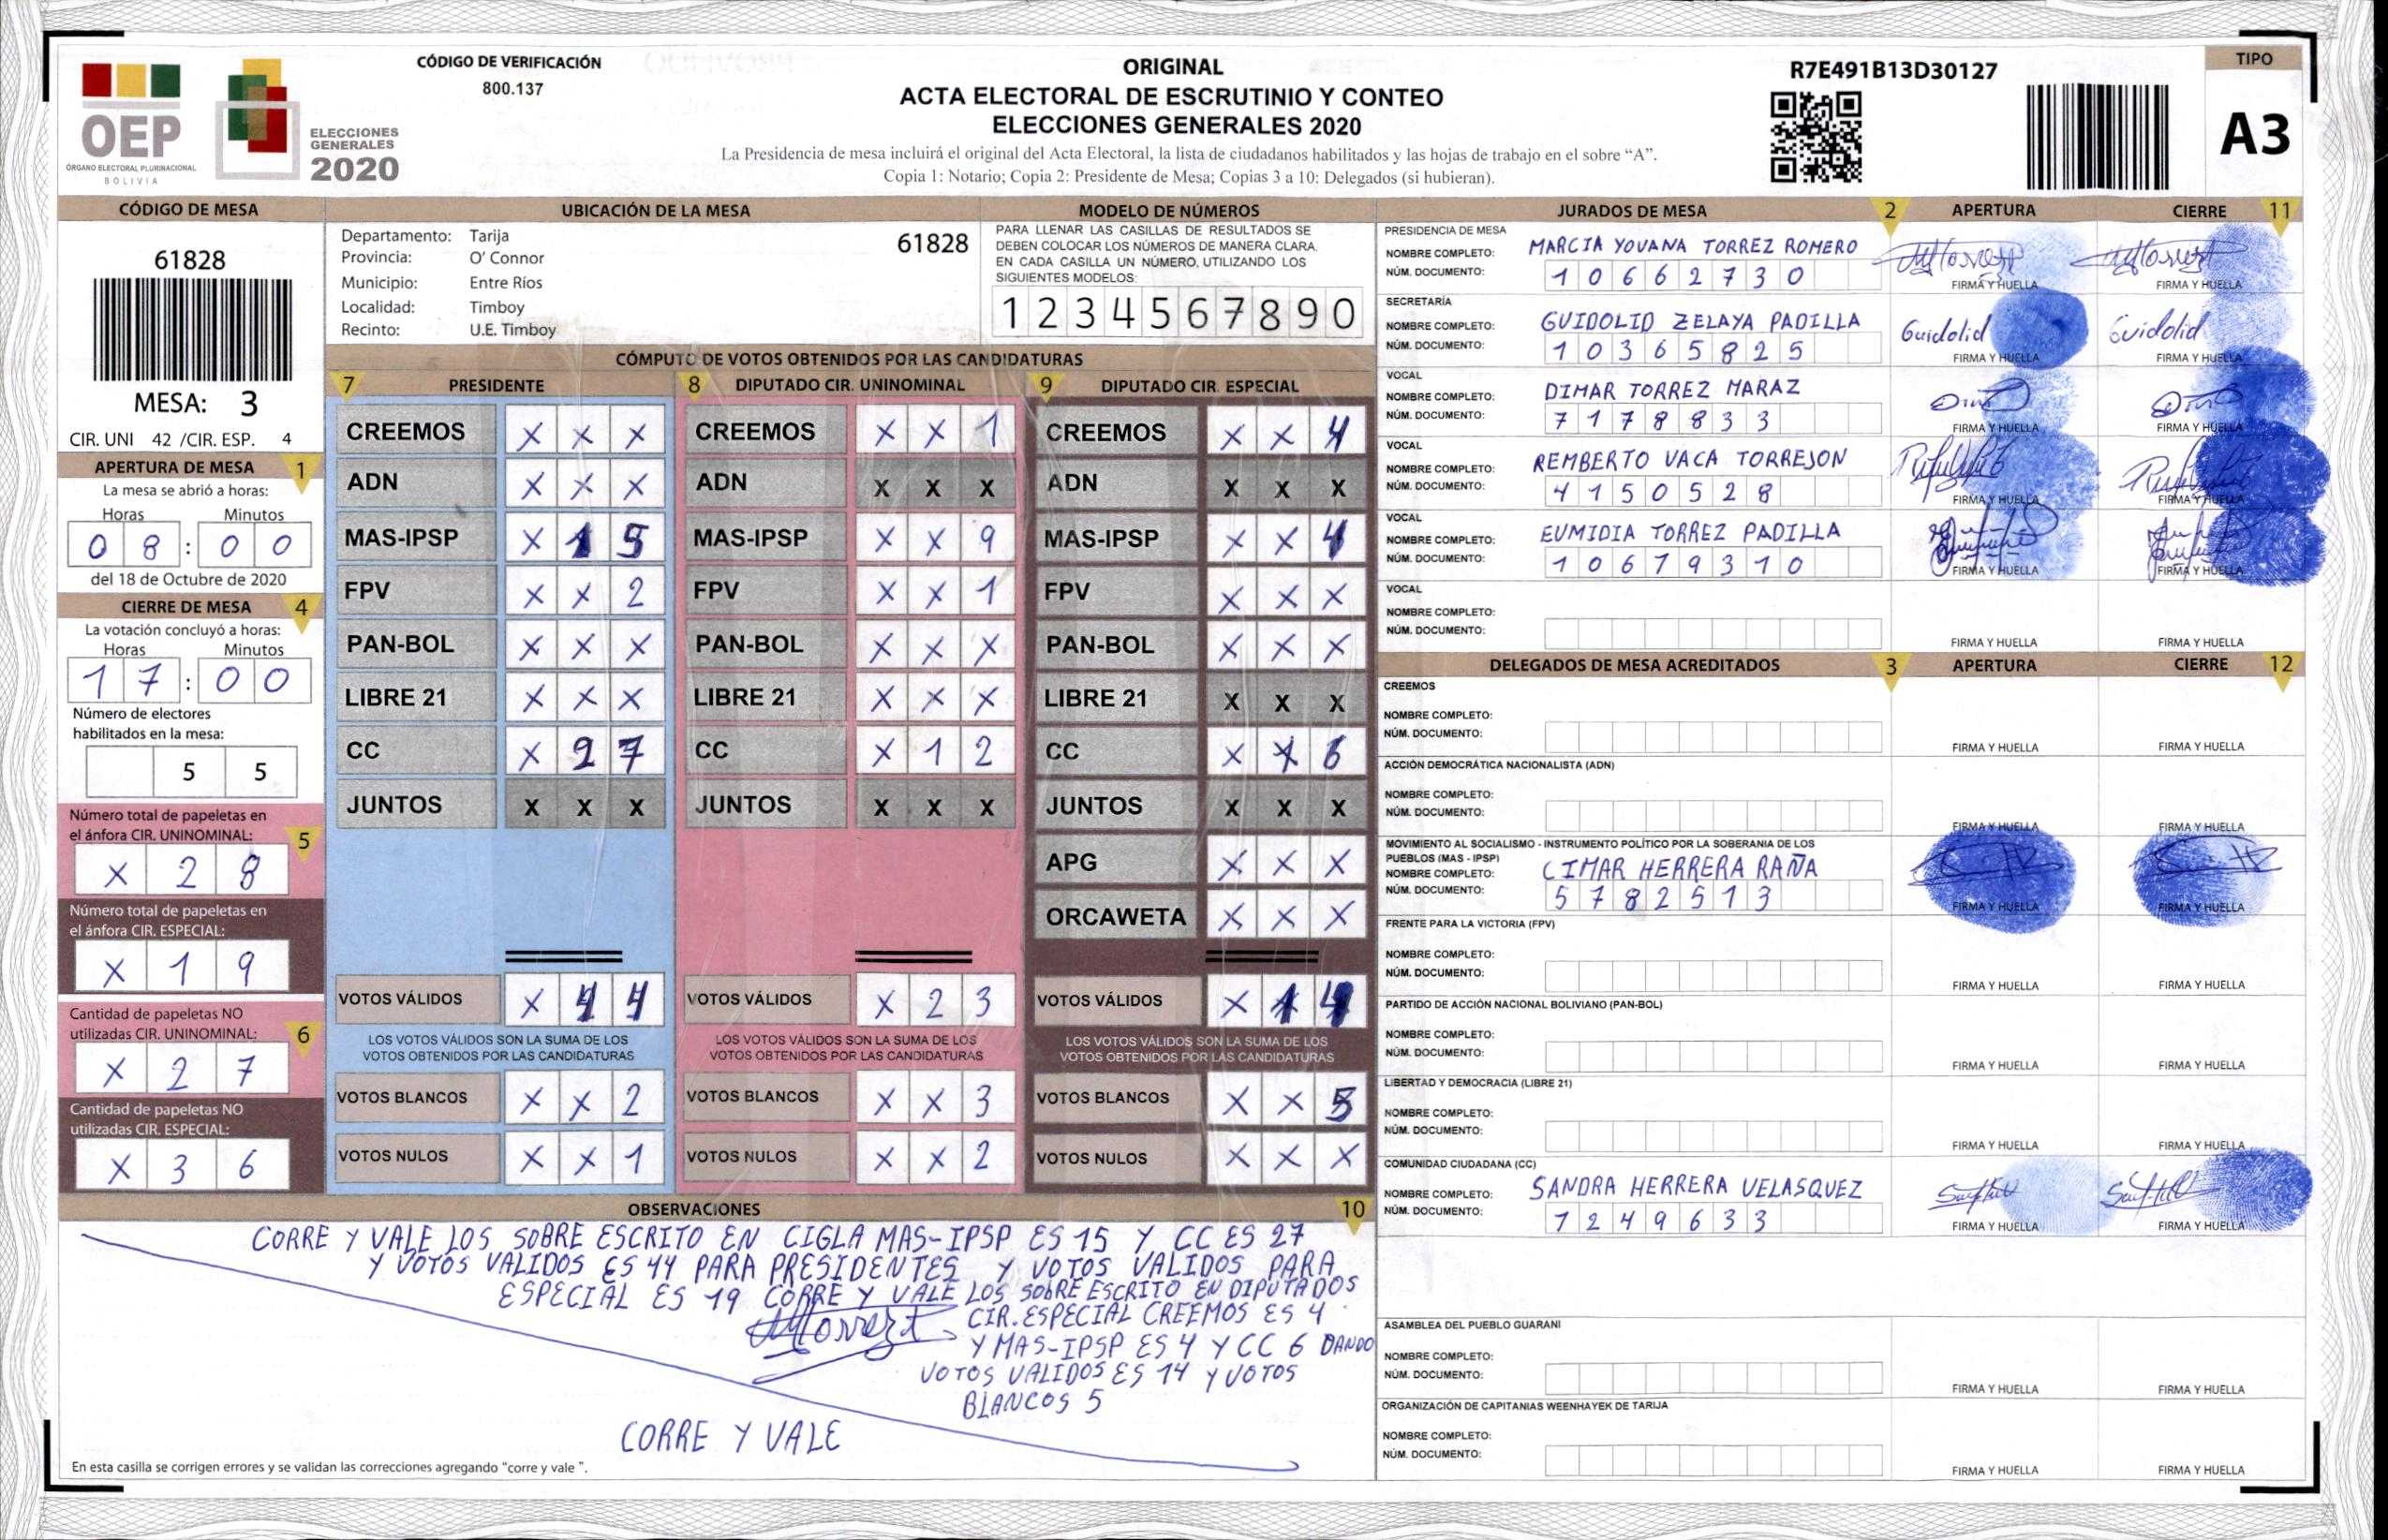 CÓDIGO DE VERIFICACIÓN
800.137
OEP
ÓRGANO ELECTORAL PLURINACIONAL
BOLIVIA
ELECCIONES
GENERALES
2020
ORIGINAL
ACTA ELECTORAL DE ESCRUTINIO Y CONTEO
ELECCIONES GENERALES 2020
La Presidencia de mesa incluirá el original del Acta Electoral, la lista de ciudadanos habilitados y las hojas de trabajo en el sobre “A”.
Copia 1: Notario; Copia 2: Presidente de Mesa; Copias 3 a 10: Delegados (si hubieran).
R7E491B13D30127
TIPO
A3
CÓDIGO DE MESA
61828
MESA: 3
CIR. UNI 42 /CIR. ESP. 4
APERTURA DE MESA 1
La mesa se abrió a horas:
Horas Minutos
0 8 : 0 0
del 18 de Octubre de 2020
CIERRE DE MESA 4
La votación concluyó a horas:
Horas Minutos
1 7 : 0 0
Número de electores
habilitados en la mesa:
5 5
Número total de papeletas en
el ánfora CIR. UNINOMINAL: 5
X 2 8
Número total de papeletas en
el ánfora CIR. ESPECIAL:
X 1 9
Cantidad de papeletas NO
utilizadas CIR. UNINOMINAL: 6
X 2 7
Cantidad de papeletas NO
utilizadas CIR. ESPECIAL:
X 3 6
UBICACIÓN DE LA MESA
Departamento: Tarija 61828
Provincia: O' Connor
Municipio: Entre Ríos
Localidad: Timboy
Recinto: U.E. Timboy
MODELO DE NÚMEROS
PARA LLENAR LAS CASILLAS DE RESULTADOS SE
DEBEN COLOCAR LOS NÚMEROS DE MANERA CLARA.
EN CADA CASILLA UN NÚMERO, UTILIZANDO LOS
SIGUIENTES MODELOS:
1 2 3 4 5 6 7 8 9 0
CÓMPUTO DE VOTOS OBTENIDOS POR LAS CANDIDATURAS
7 PRESIDENTE
CREEMOS X X X
ADN X X X
MAS-IPSP X 1 5
FPV X X 2
PAN-BOL X X X
LIBRE 21 X X X
CC X 2 7
JUNTOS X X X
VOTOS VÁLIDOS X 4 4
LOS VOTOS VÁLIDOS SON LA SUMA DE LOS
VOTOS OBTENIDOS POR LAS CANDIDATURAS
VOTOS BLANCOS X X 2
VOTOS NULOS X X 1
8 DIPUTADO CIR. UNINOMINAL
CREEMOS X X 1
ADN X X X
MAS-IPSP X X 9
FPV X X 1
PAN-BOL X X X
LIBRE 21 X X X
CC X 1 2
JUNTOS X X X
VOTOS VÁLIDOS X 2 3
LOS VOTOS VÁLIDOS SON LA SUMA DE LOS
VOTOS OBTENIDOS POR LAS CANDIDATURAS
VOTOS BLANCOS X X 3
VOTOS NULOS X X 2
9 DIPUTADO CIR. ESPECIAL
CREEMOS X X 4
ADN X X X
MAS-IPSP X X 4
FPV X X X
PAN-BOL X X X
LIBRE 21 X X X
CC X X 6
JUNTOS X X X
APG X X X
ORCAWETA X X X
VOTOS VÁLIDOS X 1 4
LOS VOTOS VÁLIDOS SON LA SUMA DE LOS
VOTOS OBTENIDOS POR LAS CANDIDATURAS
VOTOS BLANCOS X X 5
VOTOS NULOS X X X
OBSERVACIONES 10
CORRE Y VALE LOS SOBRE ESCRITO EN CIGLA MAS-IPSP ES 15 Y CC ES 27
Y VOTOS VALIDOS ES 44 PARA PRESIDENTES Y VOTOS VALIDOS PARA
ESPECIAL ES 19 CORRE Y VALE LOS SOBRE ESCRITO EN DIPUTADOS
CIR. ESPECIAL CREEMOS ES 4
Y MAS-IPSP ES 4 Y CC 6 DANDO
VOTOS VALIDOS ES 14 Y VOTOS
BLANCOS 5
CORRE Y VALE
En esta casilla se corrigen errores y se validan las correcciones agregando "corre y vale ".
JURADOS DE MESA 2 APERTURA CIERRE 11
PRESIDENCIA DE MESA
NOMBRE COMPLETO: MARCIA YOVANA TORREZ ROMERO
NÚM. DOCUMENTO: 1 0 6 6 2 7 3 0
FIRMA Y HUELLA FIRMA Y HUELLA
SECRETARÍA
NOMBRE COMPLETO: GUIDOLID ZELAYA PADILLA
NÚM. DOCUMENTO: 1 0 3 6 5 8 2 5
Guidolid Guidolid
FIRMA Y HUELLA FIRMA Y HUELLA
VOCAL
NOMBRE COMPLETO: DIMAR TORREZ MARAZ
NÚM. DOCUMENTO: 7 1 7 8 8 3 3
FIRMA Y HUELLA FIRMA Y HUELLA
VOCAL
NOMBRE COMPLETO: REMBERTO VACA TORREJON
NÚM. DOCUMENTO: 4 1 5 0 5 2 8
FIRMA Y HUELLA FIRMA Y HUELLA
VOCAL
NOMBRE COMPLETO: EUMIDIA TORREZ PADILLA
NÚM. DOCUMENTO: 1 0 6 7 9 3 1 0
FIRMA Y HUELLA FIRMA Y HUELLA
VOCAL
NOMBRE COMPLETO:
NÚM. DOCUMENTO:
FIRMA Y HUELLA FIRMA Y HUELLA
DELEGADOS DE MESA ACREDITADOS 3 APERTURA CIERRE 12
CREEMOS
NOMBRE COMPLETO:
NÚM. DOCUMENTO:
FIRMA Y HUELLA FIRMA Y HUELLA
ACCIÓN DEMOCRÁTICA NACIONALISTA (ADN)
NOMBRE COMPLETO:
NÚM. DOCUMENTO:
FIRMA Y HUELLA FIRMA Y HUELLA
MOVIMIENTO AL SOCIALISMO - INSTRUMENTO POLÍTICO POR LA SOBERANIA DE LOS
PUEBLOS (MAS - IPSP)
NOMBRE COMPLETO: CIMAR HERRERA RAÑA
NÚM. DOCUMENTO: 5 7 8 2 5 1 3
FIRMA Y HUELLA FIRMA Y HUELLA
FRENTE PARA LA VICTORIA (FPV)
NOMBRE COMPLETO:
NÚM. DOCUMENTO:
FIRMA Y HUELLA FIRMA Y HUELLA
PARTIDO DE ACCIÓN NACIONAL BOLIVIANO (PAN-BOL)
NOMBRE COMPLETO:
NÚM. DOCUMENTO:
FIRMA Y HUELLA FIRMA Y HUELLA
LIBERTAD Y DEMOCRACIA (LIBRE 21)
NOMBRE COMPLETO:
NÚM. DOCUMENTO:
FIRMA Y HUELLA FIRMA Y HUELLA
COMUNIDAD CIUDADANA (CC)
NOMBRE COMPLETO: SANDRA HERRERA VELASQUEZ
NÚM. DOCUMENTO: 7 2 4 9 6 3 3
FIRMA Y HUELLA FIRMA Y HUELLA
ASAMBLEA DEL PUEBLO GUARANI
NOMBRE COMPLETO:
NÚM. DOCUMENTO:
FIRMA Y HUELLA FIRMA Y HUELLA
ORGANIZACIÓN DE CAPITANIAS WEENHAYEK DE TARIJA
NOMBRE COMPLETO:
NÚM. DOCUMENTO:
FIRMA Y HUELLA FIRMA Y HUELLA